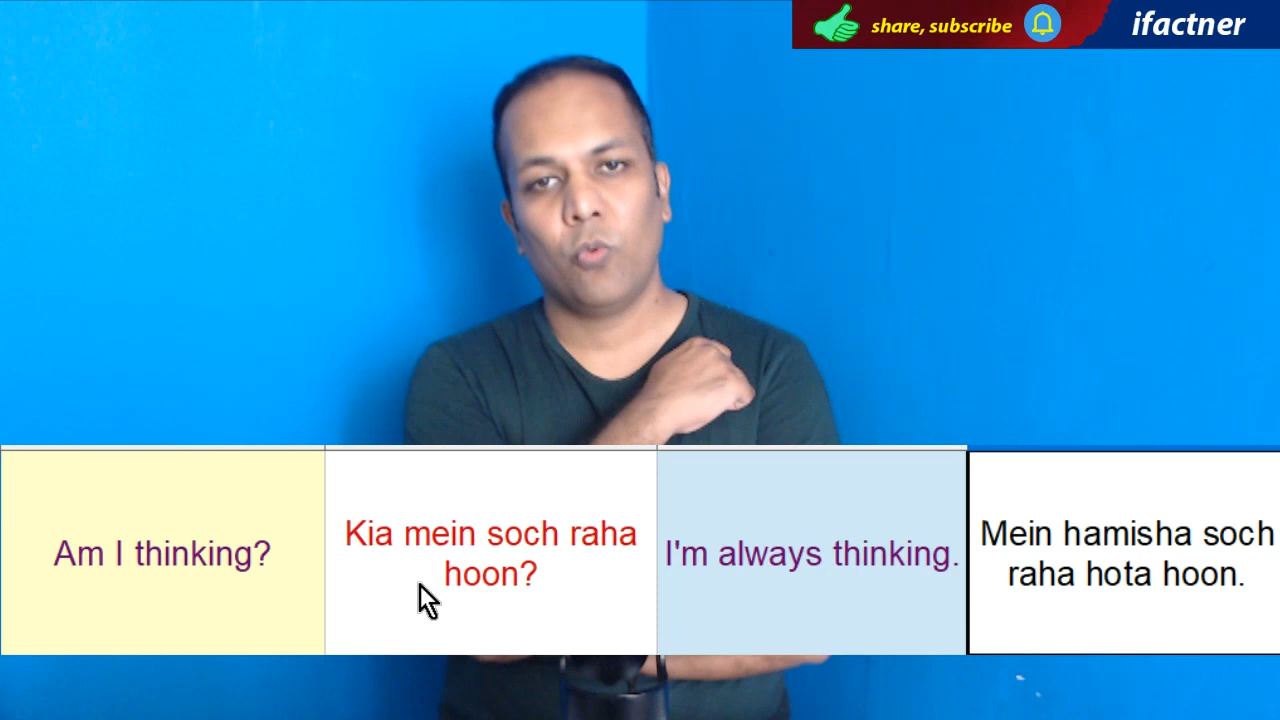 share, subscribe
ifactner
Am I thinking?
Kia mein soch raha
hoon?
I'm always thinking.
Mein hamisha soch
raha hota hoon.